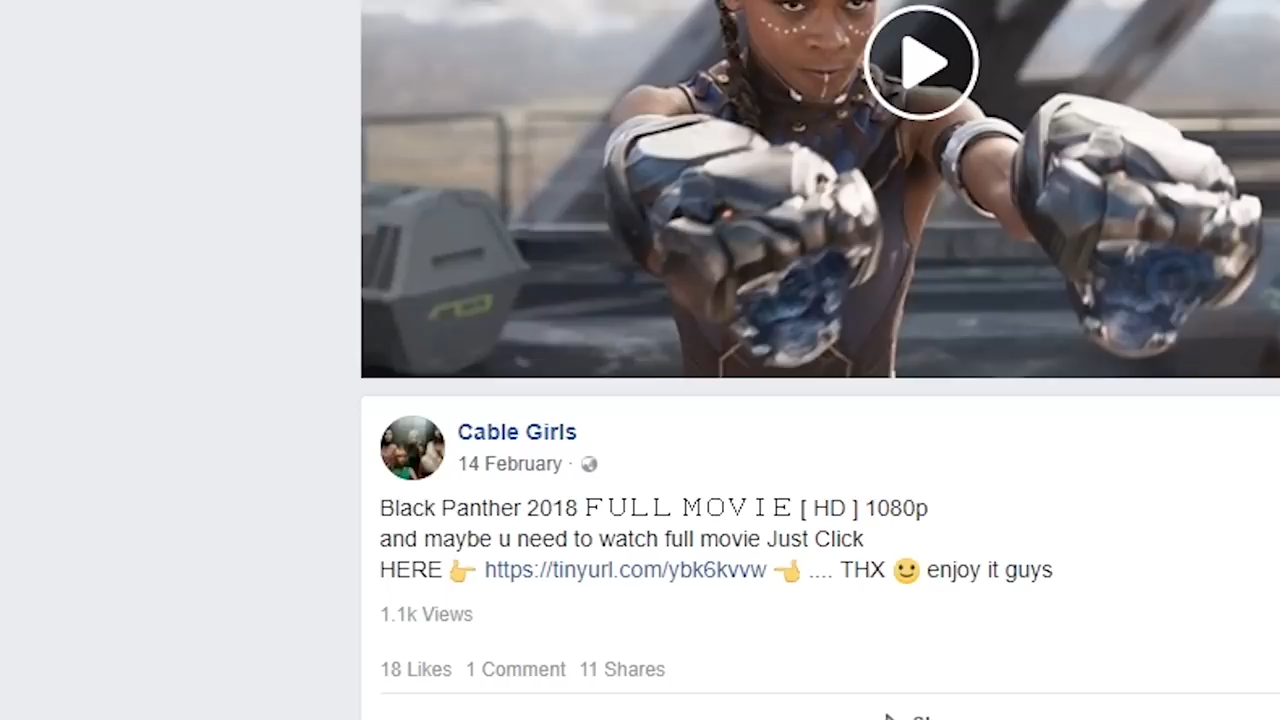 Cable Girls
14 February ·
Black Panther 2018 𝙵𝚄𝙻𝙻 𝙼𝙾𝚅𝙸𝙴 [ HD ] 1080p
and maybe u need to watch full movie Just Click
HERE 👉 https://tinyurl.com/ybk6kvvw 👈 .... THX 🙂 enjoy it guys
1.1k Views
18 Likes 1 Comment 11 Shares